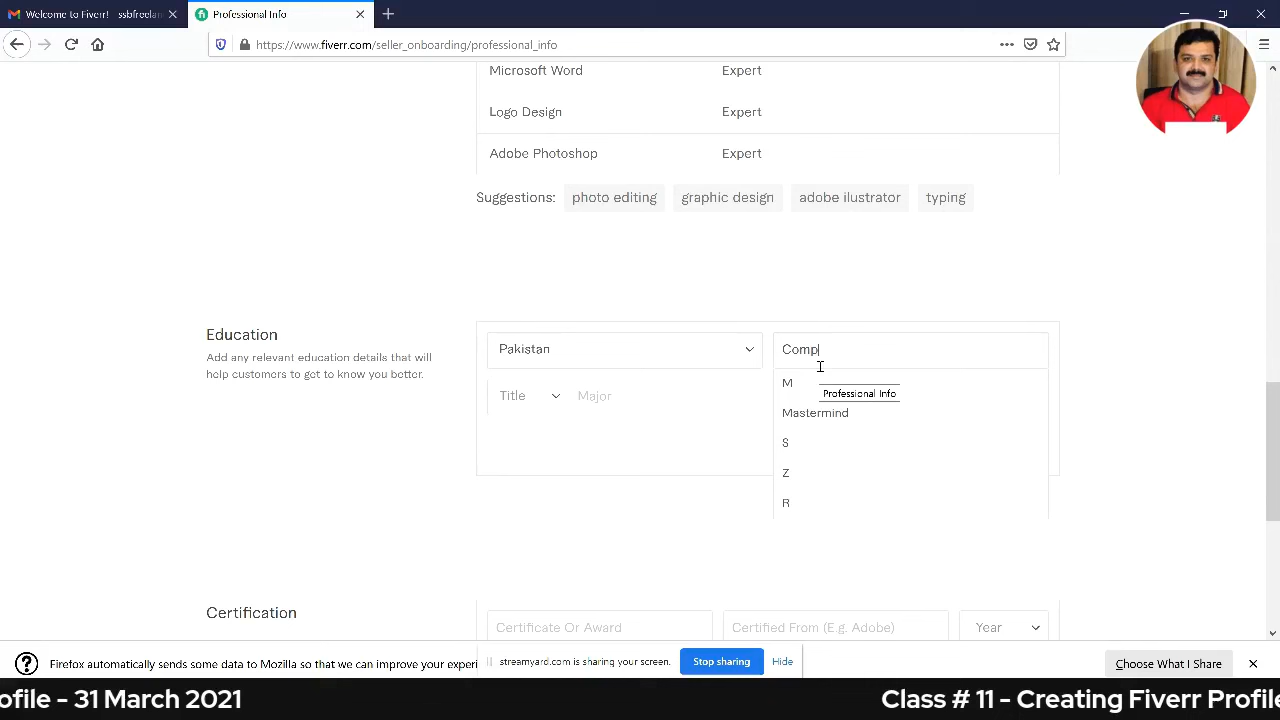 Welcome to Fiverr! ssbfreelan
Professional Info
https://www.fiverr.com/seller_onboarding/professional_info
Microsoft Word Expert
Logo Design Expert
Adobe Photoshop Expert
Suggestions: photo editing graphic design adobe ilustrator typing
Education
Add any relevant education details that will
help customers to get to know you better.
Pakistan
Comp
Title Major
M
Professional Info
Mastermind
S
Z
R
Certification
Certificate Or Award Certified From (E.g. Adobe) Year
Firefox automatically sends some data to Mozilla so that we can improve your experi
streamyard.com is sharing your screen. Stop sharing Hide
Choose What I Share
ofile - 31 March 2021 Class # 11 - Creating Fiverr Profile